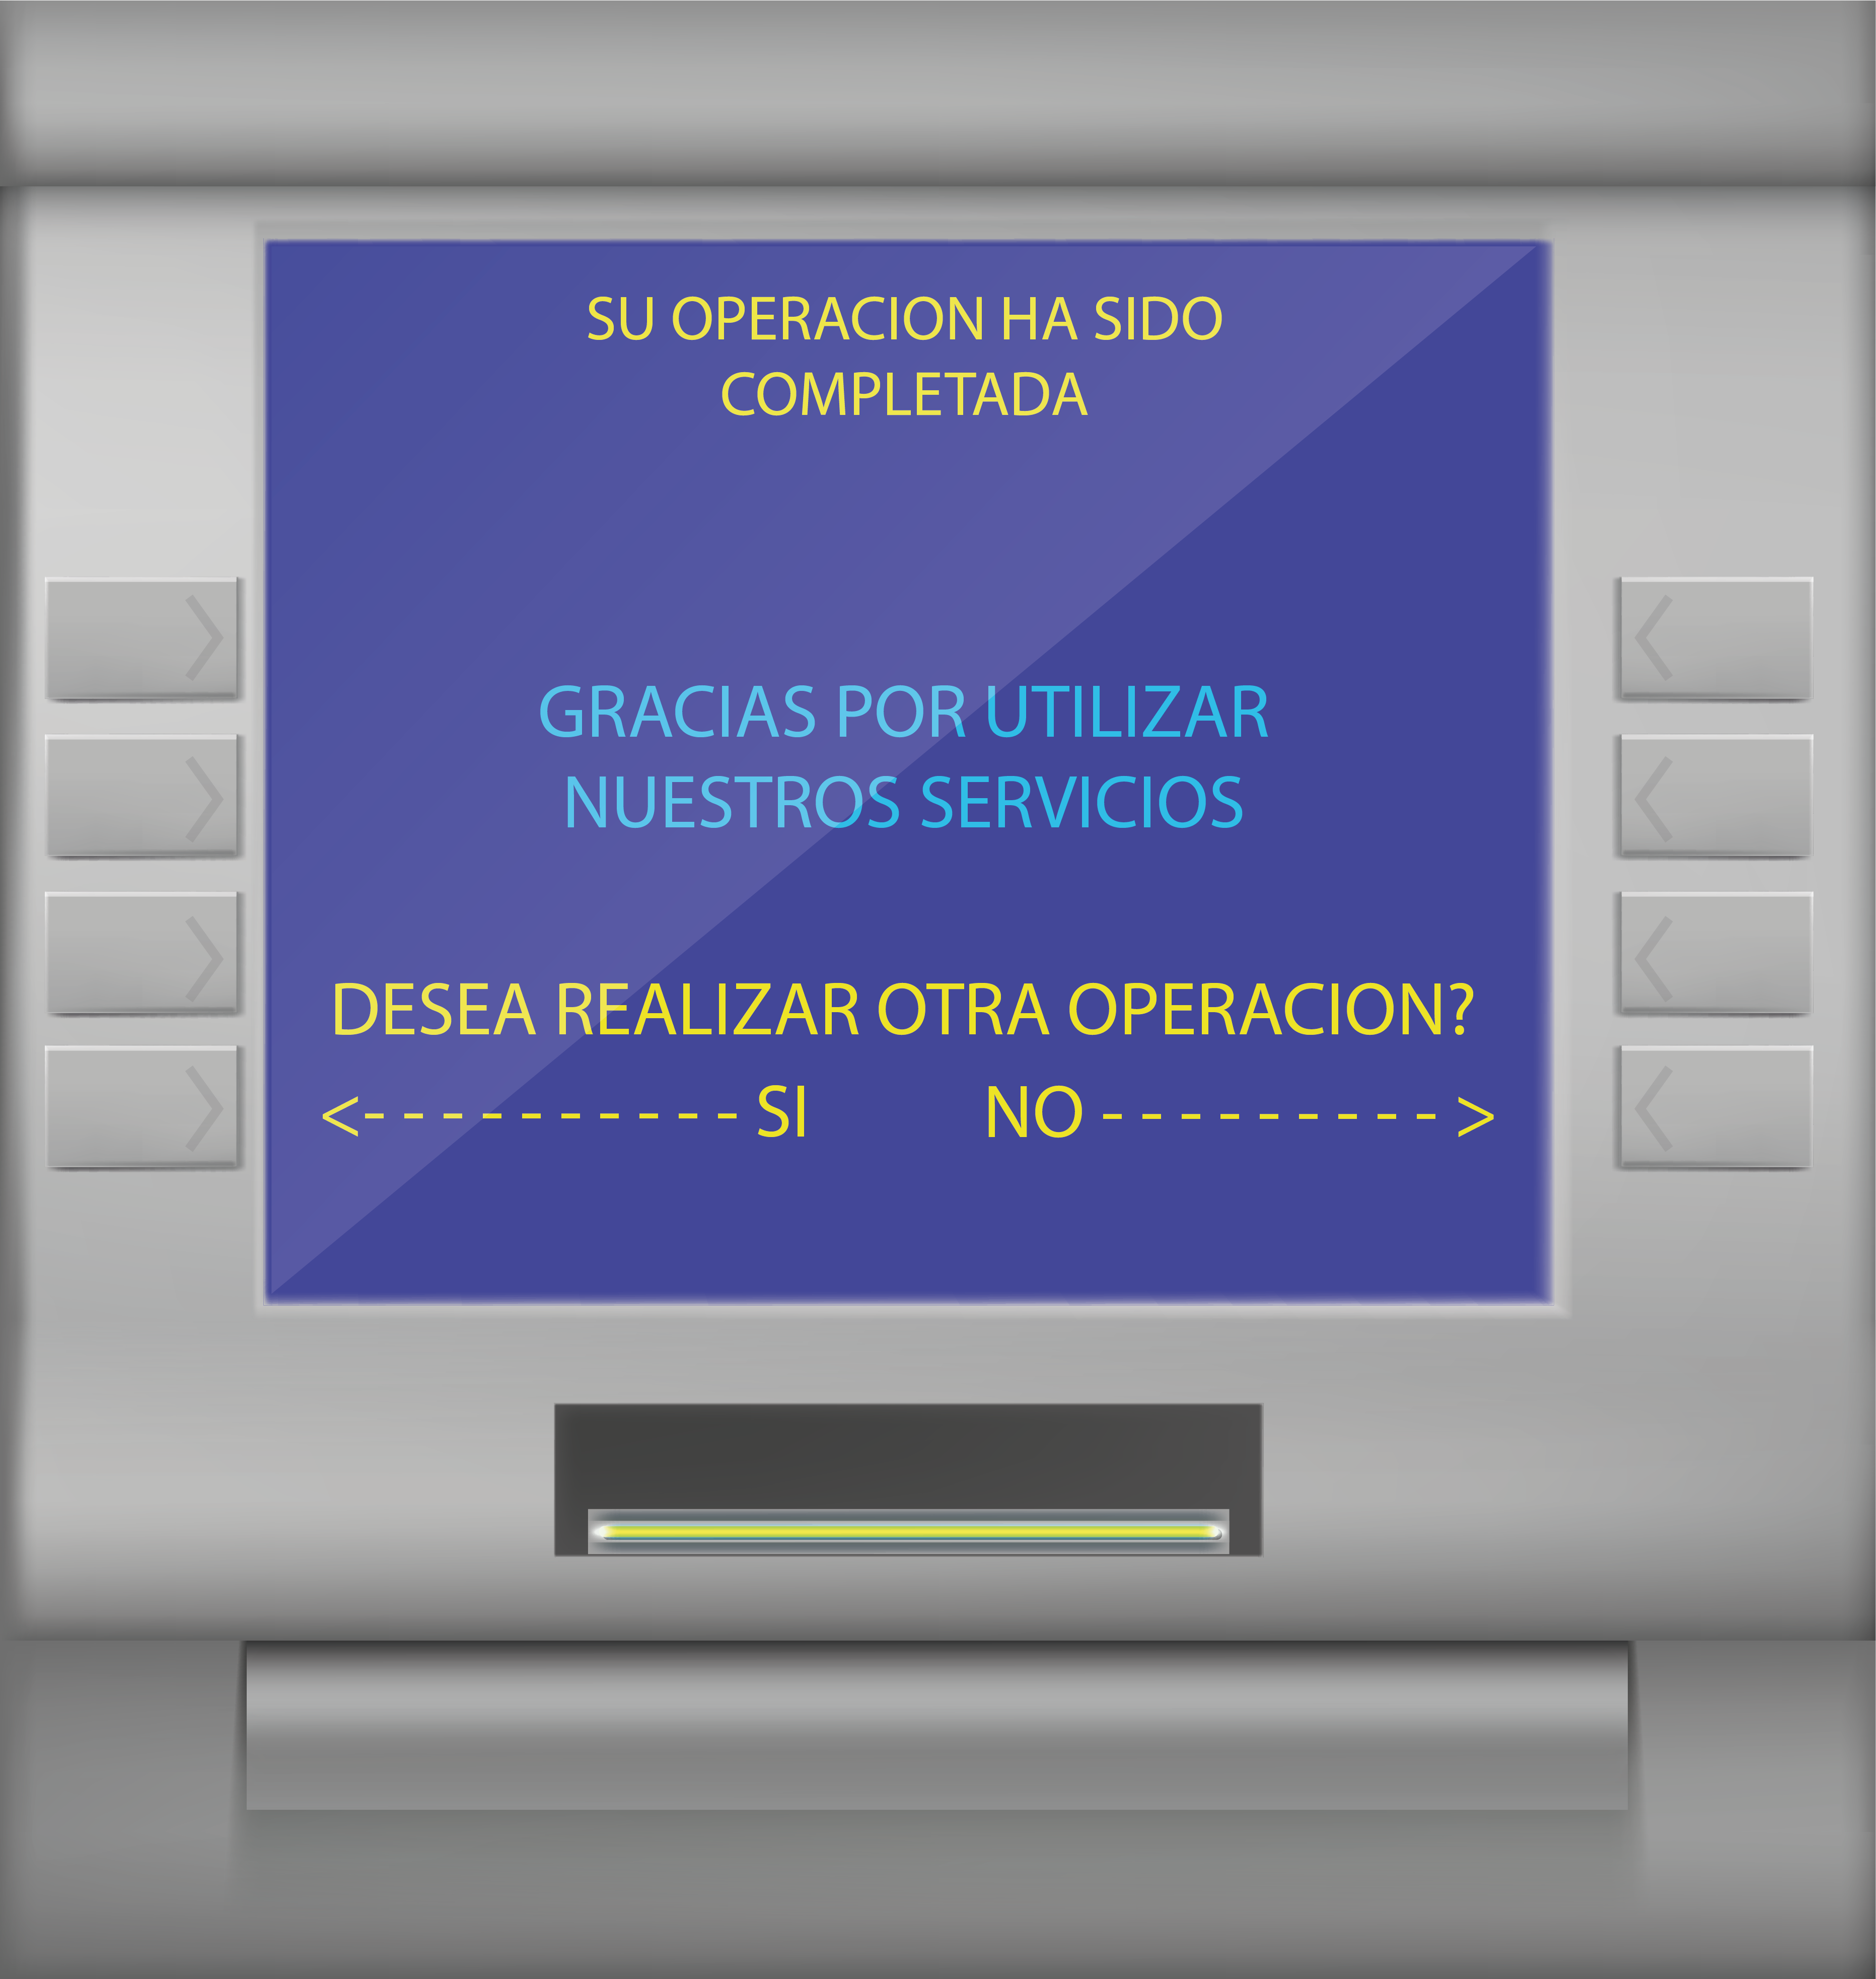 SU OPERACION HA SIDO
COMPLETADA
GRACIAS POR UTILIZAR
NUESTROS SERVICIOS
DESEA REALIZAR OTRA OPERACION?
<- - - - - - - - - - SI NO - - - - - - - - - >